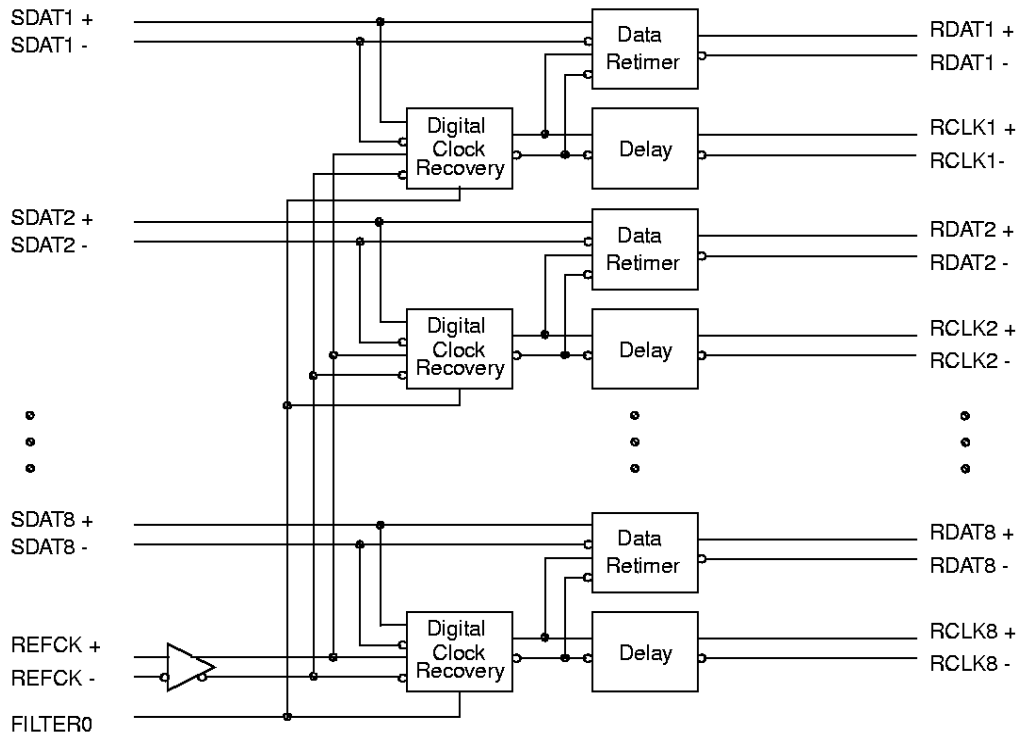 SDAT1 +
SDAT1 -
Data
Retimer
RDAT1 +
RDAT1 -
Digital
Clock
Recovery
Delay
RCLK1 +
RCLK1-
SDAT2 +
SDAT2 -
Data
Retimer
RDAT2 +
RDAT2 -
Digital
Clock
Recovery
Delay
RCLK2 +
RCLK2 -
SDAT8 +
SDAT8 -
Data
Retimer
RDAT8 +
RDAT8 -
Digital
Clock
Recovery
Delay
RCLK8 +
RCLK8 -
REFCK +
REFCK -
FILTER0